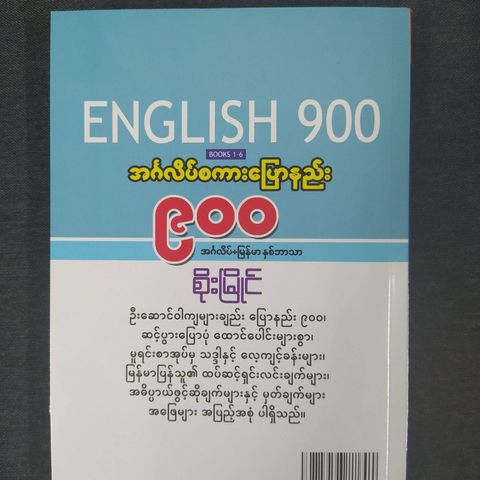 ENGLISH 900
BOOKS 1-6
အင်္ဂလိပ်စကားပြောနည်း
၉၀၀
အင်္ဂလိပ်+မြန်မာ နှစ်ဘာသာ
စိုးမြိုင်
ဦးဆောင်ဝါကျများချည်း ပြောနည်း ၉၀၀၊
ဆင့်ပွားပြောပုံ ထောင်ပေါင်းများစွာ၊
မူရင်းစာအုပ်မှ သဒ္ဒါနှင့် လေ့ကျင့်ခန်းများ၊
မြန်မာပြန်သူ၏ ထပ်ဆင့်ရှင်းလင်းချက်များ၊
အဓိပ္ပာယ်ဖွင့်ဆိုချက်များနှင့် မှတ်ချက်များ
အဖြေများ အပြည့်အစုံ ပါရှိသည်။